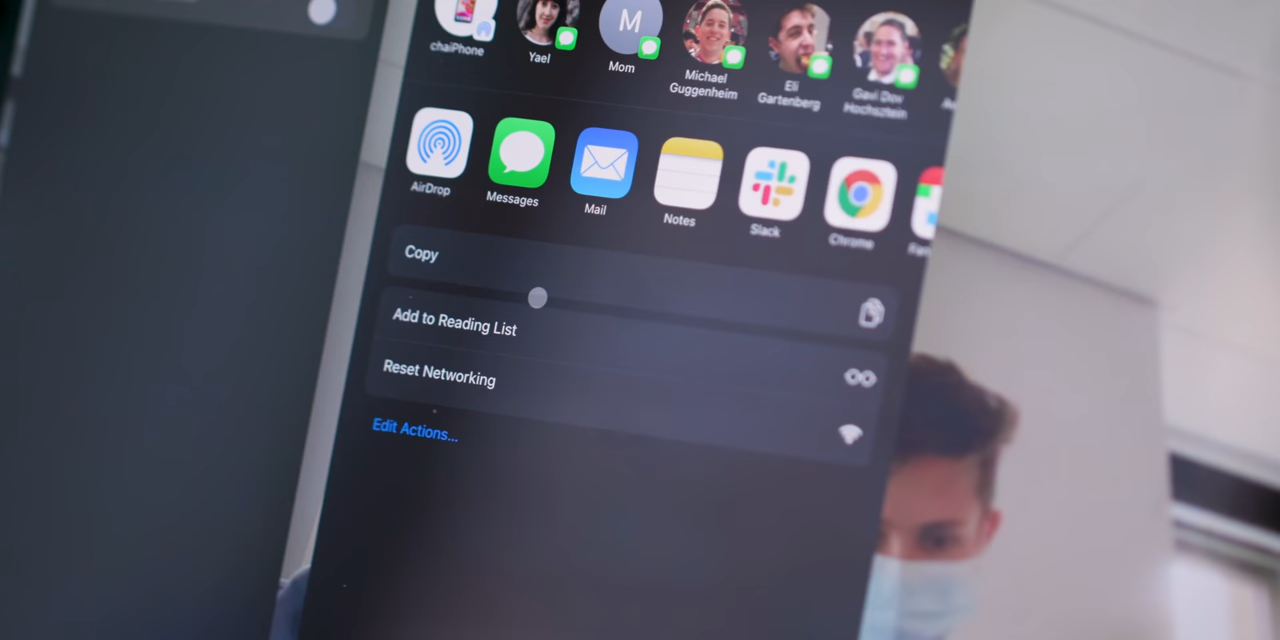 chaiPhone
Yael
M
Mom
Michael
Guggenheim
Eli
Gartenberg
Gavi Dov
Hochsztein
AirDrop
Messages
Mail
Notes
Slack
Chrome
Copy
Add to Reading List
Reset Networking
Edit Actions...